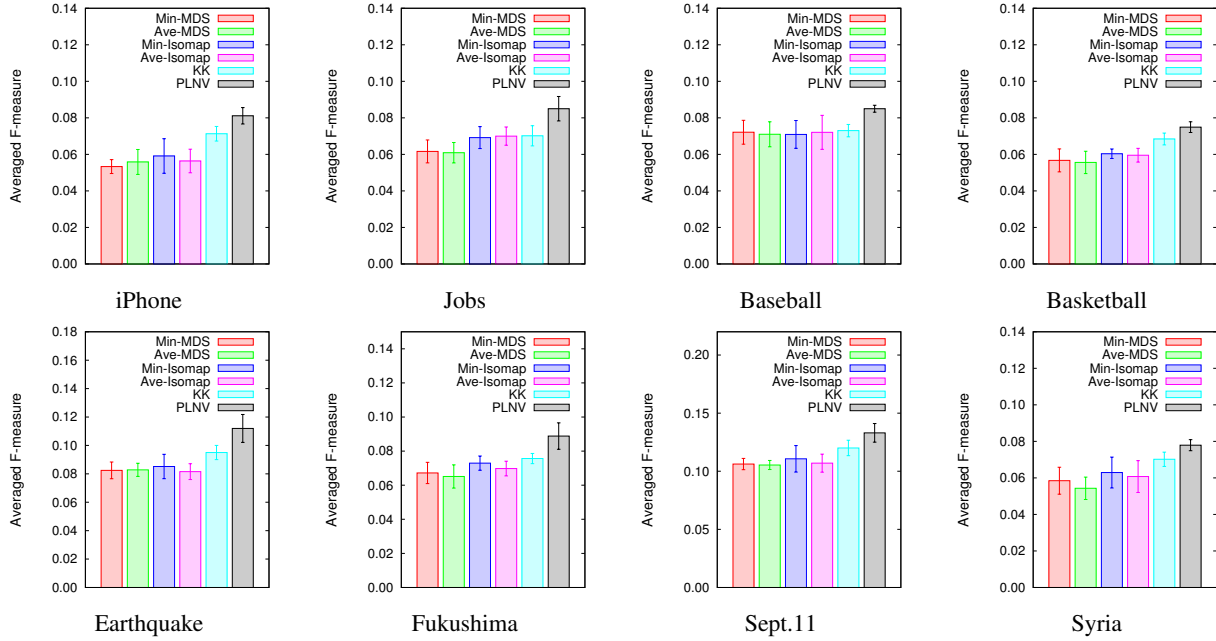 Averaged F-measure
0.14
0.12
0.10
0.08
0.06
0.04
0.02
0.00
Min-MDS
Ave-MDS
Min-Isomap
Ave-Isomap
KK
PLNV
iPhone
Averaged F-measure
0.14
0.12
0.10
0.08
0.06
0.04
0.02
0.00
Min-MDS
Ave-MDS
Min-Isomap
Ave-Isomap
KK
PLNV
Jobs
Averaged F-measure
0.14
0.12
0.10
0.08
0.06
0.04
0.02
0.00
Min-MDS
Ave-MDS
Min-Isomap
Ave-Isomap
KK
PLNV
Baseball
Averaged F-measure
0.14
0.12
0.10
0.08
0.06
0.04
0.02
0.00
Min-MDS
Ave-MDS
Min-Isomap
Ave-Isomap
KK
PLNV
Basketball
Averaged F-measure
0.18
0.16
0.14
0.12
0.10
0.08
0.06
0.04
0.02
0.00
Min-MDS
Ave-MDS
Min-Isomap
Ave-Isomap
KK
PLNV
Earthquake
Averaged F-measure
0.14
0.12
0.10
0.08
0.06
0.04
0.02
0.00
Min-MDS
Ave-MDS
Min-Isomap
Ave-Isomap
KK
PLNV
Fukushima
Averaged F-measure
0.20
0.15
0.10
0.05
0.00
Min-MDS
Ave-MDS
Min-Isomap
Ave-Isomap
KK
PLNV
Sept.11
Averaged F-measure
0.14
0.12
0.10
0.08
0.06
0.04
0.02
0.00
Min-MDS
Ave-MDS
Min-Isomap
Ave-Isomap
KK
PLNV
Syria